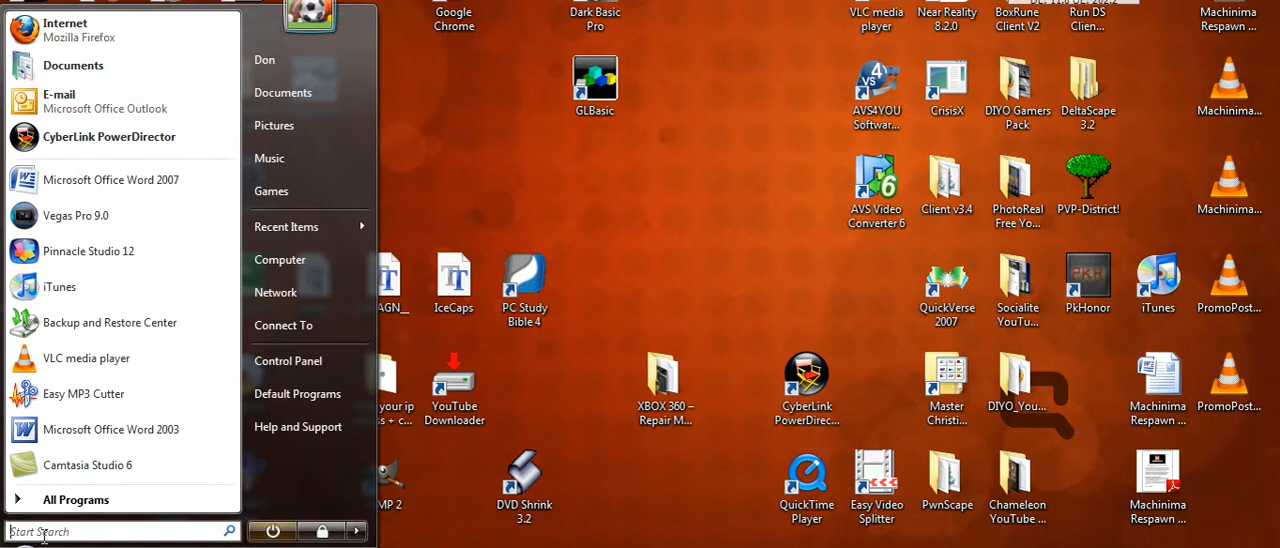 Internet
Mozilla Firefox
Documents
E-mail
Microsoft Office Outlook
CyberLink PowerDirector
Microsoft Office Word 2007
Vegas Pro 9.0
Pinnacle Studio 12
iTunes
Backup and Restore Center
VLC media player
Easy MP3 Cutter
Microsoft Office Word 2003
Camtasia Studio 6
All Programs
Start Search
Don
Documents
Pictures
Music
Games
Recent Items
Computer
Network
Connect To
Control Panel
Default Programs
Help and Support
Google
Chrome
Dark Basic
Pro
VLC media
player
Near Reality
8.2.0
BoxRune
Client V2
Run DS
Clien...
Machinima
Respawn ...
GLBasic
AVS4YOU
Softwar...
CrisisX
DIYO Gamers
Pack
DeltaScape
3.2
Machinima...
AVS Video
Converter 6
Client v3.4
PhotoReal
Free Yo...
PVP-District!
Machinima...
AGN__
IceCaps
PC Study
Bible 4
QuickVerse
2007
Socialite
YouTu...
PKH
PkHonor
iTunes
PromoPost...
your ip
s + c...
YouTube
Downloader
XBOX 360 –
Repair M...
CyberLink
PowerDirec...
Master
Christi...
DIYO_You...
Machinima
Respawn ...
PromoPost...
MP 2
DVD Shrink
3.2
QuickTime
Player
Easy Video
Splitter
PwnScape
Chameleon
YouTube ...
Machinima
Respawn ...